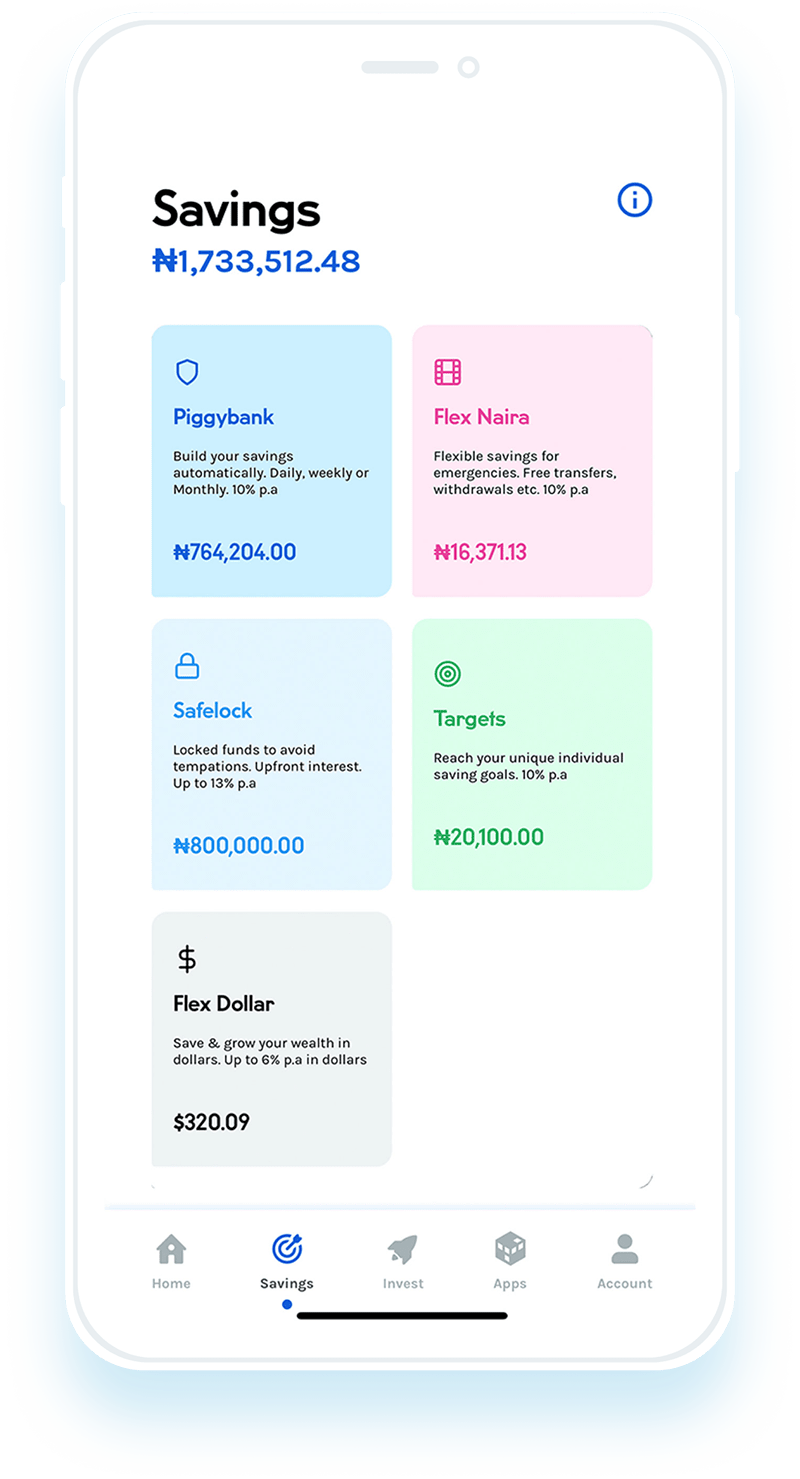 Savings
₦1,733,512.48
Piggybank
Build your savings
automatically. Daily, weekly or
Monthly. 10% p.a
₦764,204.00
Flex Naira
Flexible savings for
emergencies. Free transfers,
withdrawals etc. 10% p.a
₦16,371.13
Safelock
Locked funds to avoid
tempations. Upfront interest.
Up to 13% p.a
₦800,000.00
Targets
Reach your unique individual
saving goals. 10% p.a
₦20,100.00
Flex Dollar
Save & grow your wealth in
dollars. Up to 6% p.a in dollars
$320.09
Home
Savings
Invest
Apps
Account